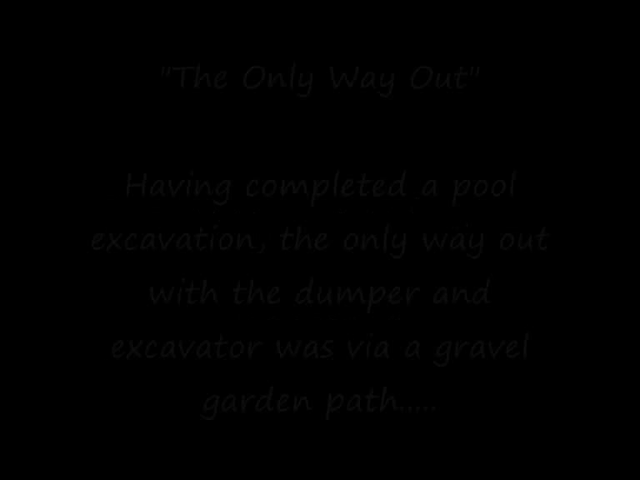 "The Only Way Out"
Having completed a pool
excavation, the only way out
with the dumper and
excavator was via a gravel
garden path.....